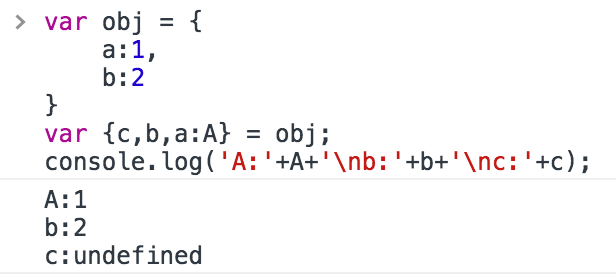 > var obj = {
a:1,
b:2
}
var {c,b,a:A} = obj;
console.log('A:'+A+'\nb:'+b+'\nc:'+c);
A:1
b:2
c:undefined